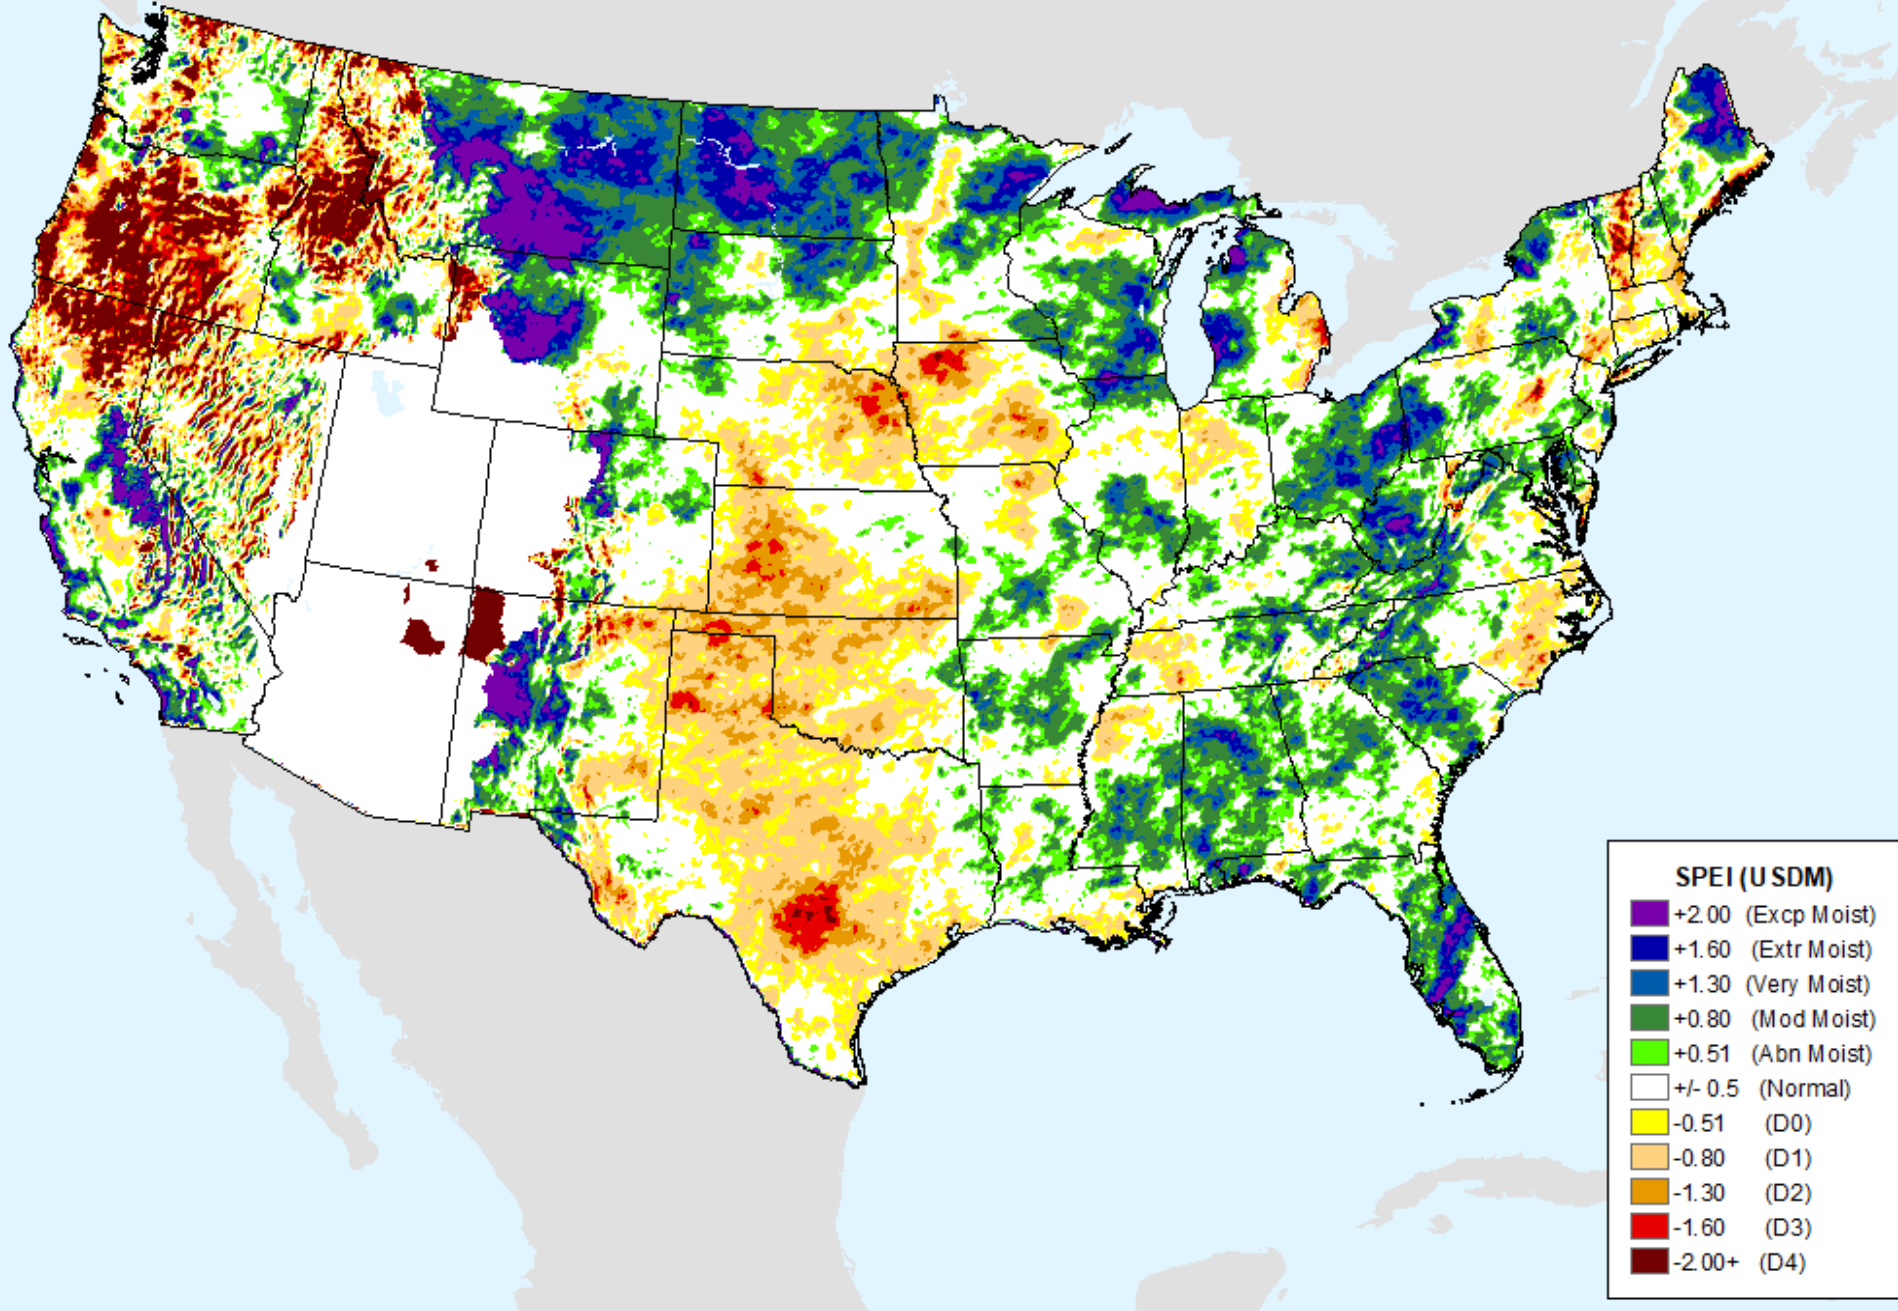 SPEI (USDM)
+2.00 (Excp Moist)
+1.60 (Extr Moist)
+1.30 (Very Moist)
+0.80 (Mod Moist)
+0.51 (Abn Moist)
+/- 0.5 (Normal)
-0.51 (D0)
-0.80 (D1)
-1.30 (D2)
-1.60 (D3)
-2.00+ (D4)